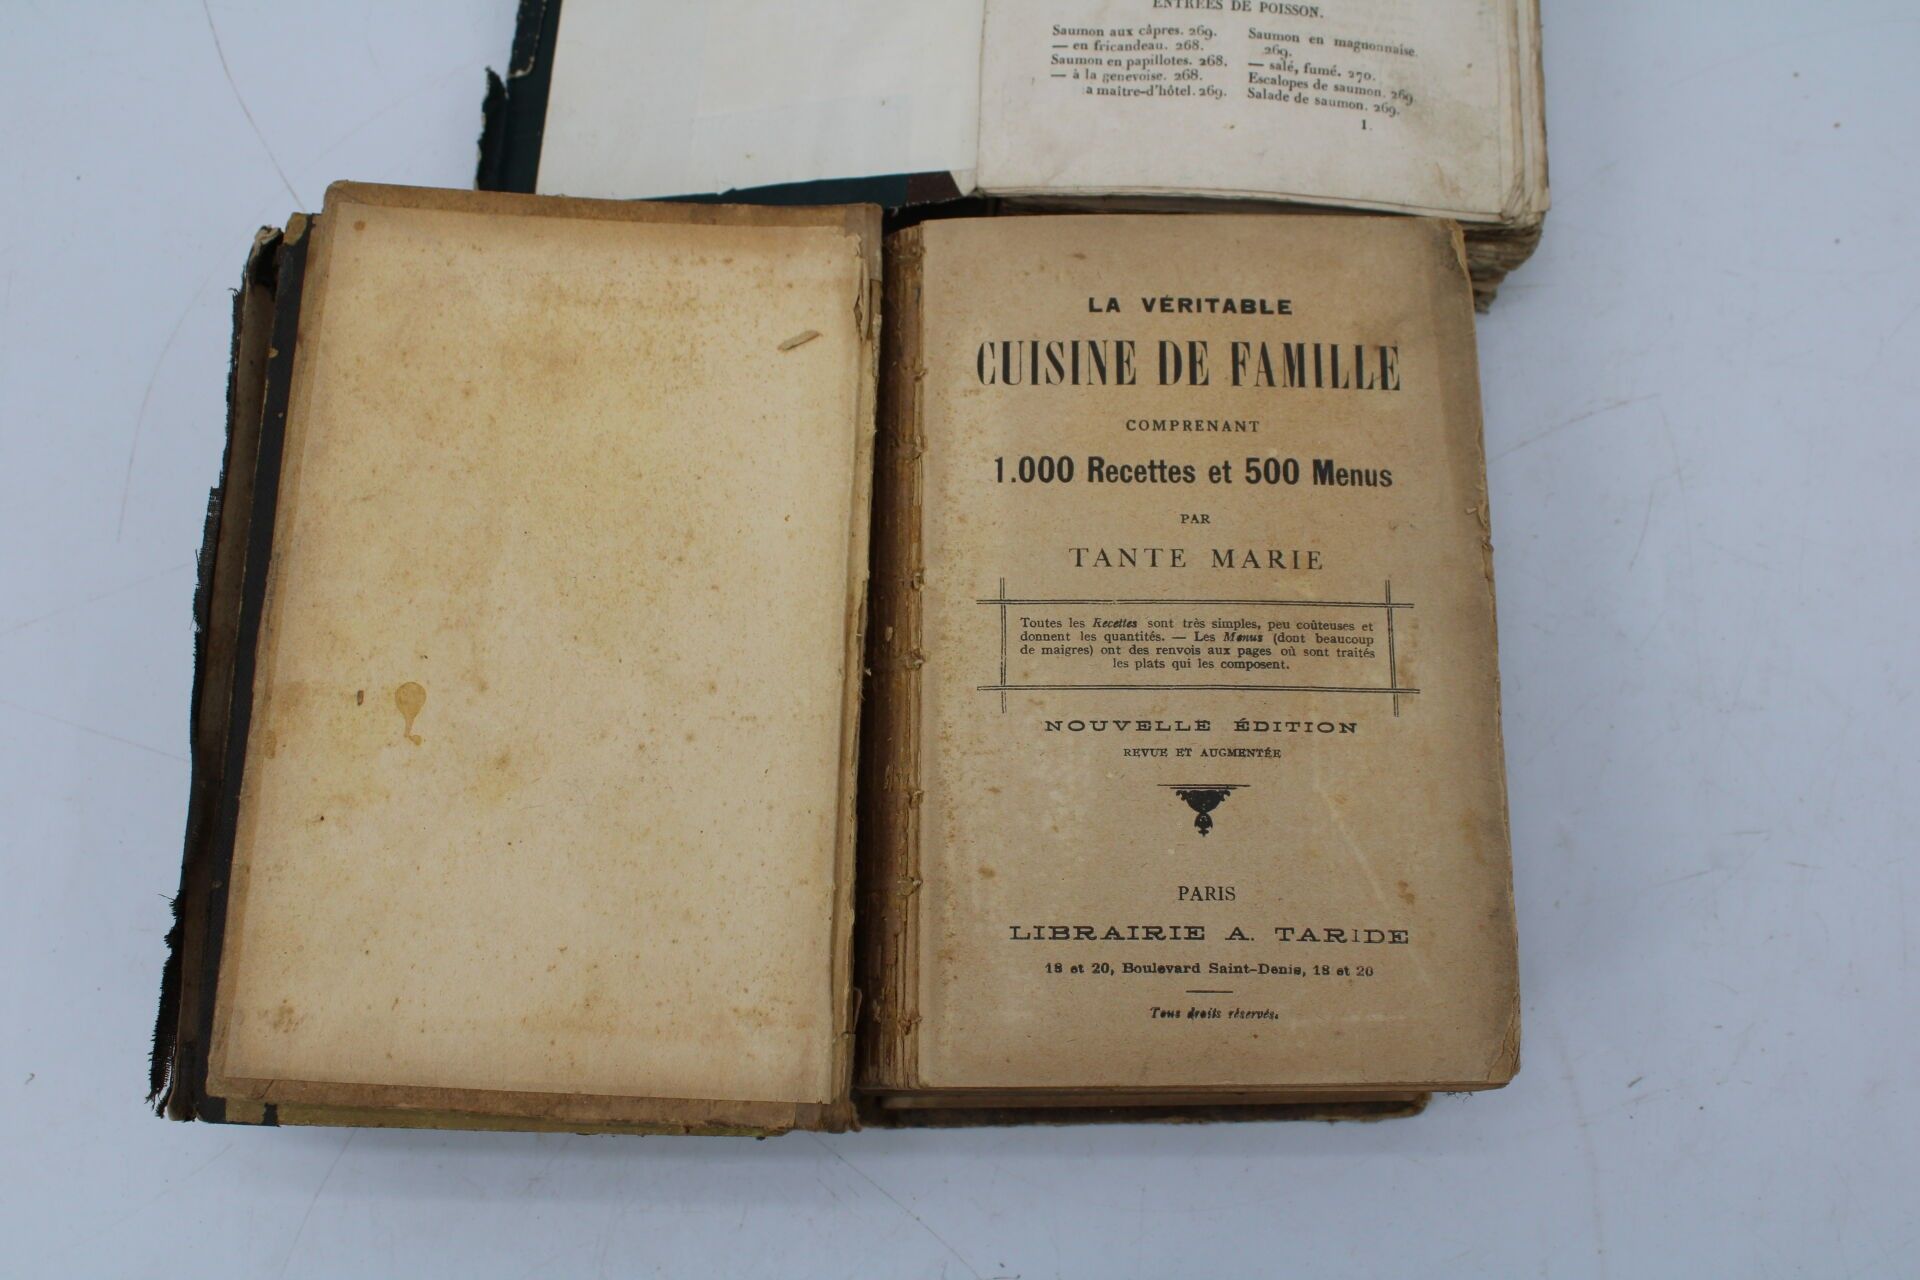 ENTRÉES DE POISSON.
Saumon aux câpres. 269.
— en fricandeau. 268.
Saumon en papillotes. 268.
— à la genevoise. 268.
a maître-d'hôtel. 269.
Saumon en magnonnaise.
269.
— salé, fumé. 270.
Escalopes de saumon. 269
Salade de saumon. 269.
1.
LA VÉRITABLE
CUISINE DE FAMILLE
COMPRENANT
1.000 Recettes et 500 Menus
PAR
TANTE MARIE
Toutes les Recettes sont très simples, peu coûteuses et
donnent les quantités. — Les Menus (dont beaucoup
de maigres) ont des renvois aux pages où sont traités
les plats qui les composent.
NOUVELLE ÉDITION
REVUE ET AUGMENTÉE
PARIS
LIBRAIRIE A. TARIDE
18 et 20, Boulevard Saint-Denis, 18 et 20
Tous droits réservés.